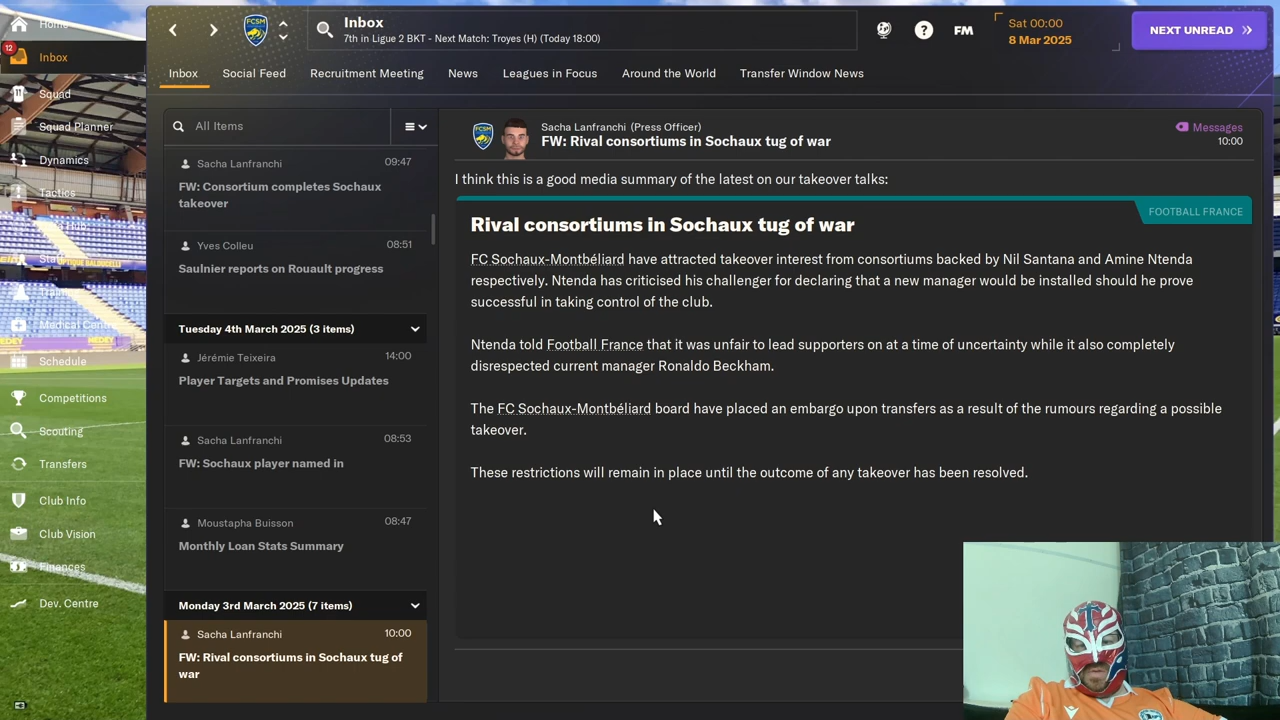 Home
12
Inbox
Squad
Squad Planner
Dynamics
Tactics
Schedule
Competitions
Scouting
Transfers
Club Info
Club Vision
Finances
Dev. Centre
FCSM
Inbox
7th in Ligue 2 BKT - Next Match: Troyes (H) (Today 18:00)
?
FM
Sat 00:00
8 Mar 2025
NEXT UNREAD
Inbox
Social Feed
Recruitment Meeting
News
Leagues in Focus
Around the World
Transfer Window News
All Items
Sacha Lanfranchi 09:47
FW: Consortium completes Sochaux
takeover
Yves Colleu 08:51
Saulnier reports on Rouault progress
Tuesday 4th March 2025 (3 items)
Jérémie Teixeira 14:00
Player Targets and Promises Updates
Sacha Lanfranchi 08:53
FW: Sochaux player named in
Moustapha Buisson 08:47
Monthly Loan Stats Summary
Monday 3rd March 2025 (7 items)
Sacha Lanfranchi 10:00
FW: Rival consortiums in Sochaux tug of
war
FCSM
Sacha Lanfranchi (Press Officer)
FW: Rival consortiums in Sochaux tug of war
Messages
10:00
I think this is a good media summary of the latest on our takeover talks:
FOOTBALL FRANCE
Rival consortiums in Sochaux tug of war
FC Sochaux-Montbéliard have attracted takeover interest from consortiums backed by Nil Santana and Amine Ntenda
respectively. Ntenda has criticised his challenger for declaring that a new manager would be installed should he prove
successful in taking control of the club.
Ntenda told Football France that it was unfair to lead supporters on at a time of uncertainty while it also completely
disrespected current manager Ronaldo Beckham.
The FC Sochaux-Montbéliard board have placed an embargo upon transfers as a result of the rumours regarding a possible
takeover.
These restrictions will remain in place until the outcome of any takeover has been resolved.